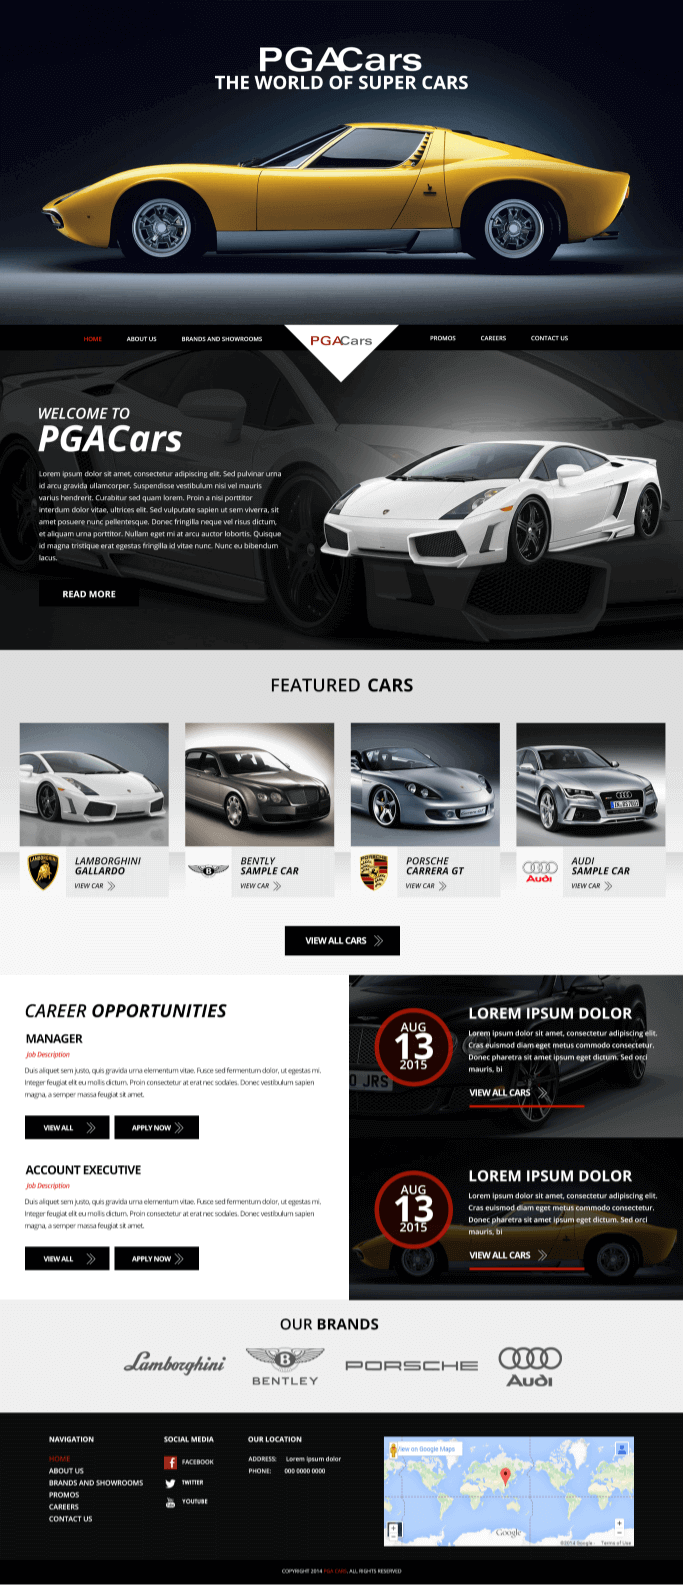 PGACars
THE WORLD OF SUPER CARS
HOME ABOUT US BRANDS AND SHOWROOMS PGACars PROMOS CAREERS CONTACT US
WELCOME TO
PGACars
Lorem ipsum dolor sit amet, consectetur adipiscing elit. Sed pulvinar urna
id arcu gravida ullamcorper. Suspendisse vestibulum nisi vel mauris
varius hendrerit. Curabitur sed quam lorem. Proin a nisi porttitor
interdum dolor vitae, ultrices elit. Sed vulputate sapien ut sem viverra, sit
amet posuere nunc pellentesque. Donec fringilla neque vel risus dictum,
et aliquam urna porttitor. Nullam eget mi at arcu auctor lobortis. Quisque
id magna tristique erat egestas fringilla id vitae nunc. Nunc eu bibendum
lacus.
READ MORE
FEATURED CARS
LAMBORGHINI
GALLARDO
VIEW CAR
BENTLY
SAMPLE CAR
VIEW CAR
PORSCHE
CARRERA GT
VIEW CAR
Audi
AUDI
SAMPLE CAR
VIEW CAR
VIEW ALL CARS
CAREER OPPORTUNITIES
MANAGER
Job Description
Duis aliquet sem justo, quis gravida urna elementum vitae. Fusce sed fermentum dolor, ut egestas mi.
Integer feugiat elit eu mollis dictum. Proin consectetur at erat nec sodales. Donec vestibulum sapien
magna, a semper massa feugiat sit amet.
VIEW ALL APPLY NOW
ACCOUNT EXECUTIVE
Job Description
Duis aliquet sem justo, quis gravida urna elementum vitae. Fusce sed fermentum dolor, ut egestas mi.
Integer feugiat elit eu mollis dictum. Proin consectetur at erat nec sodales. Donec vestibulum sapien
magna, a semper massa feugiat sit amet.
VIEW ALL APPLY NOW
AUG
13
2015
LOREM IPSUM DOLOR
Lorem ipsum dolor sit amet, consectetur adipiscing elit.
Cras euismod diam eget metus commodo consectetur.
Donec pharetra sit amet ipsum eget dictum. Sed orci
mauris, bi
VIEW ALL CARS
O JRS
AUG
13
2015
LOREM IPSUM DOLOR
Lorem ipsum dolor sit amet, consectetur adipiscing elit.
Cras euismod diam eget metus commodo consectetur.
Donec pharetra sit amet ipsum eget dictum. Sed orci
mauris, bi
VIEW ALL CARS
OUR BRANDS
Lamborghini
B
BENTLEY
PORSCHE
Audi
NAVIGATION
HOME
ABOUT US
BRANDS AND SHOWROOMS
PROMOS
CAREERS
CONTACT US
SOCIAL MEDIA
FACEBOOK
TWITTER
YOUTUBE
OUR LOCATION
ADDRESS: Lorem ipsum dolor
PHONE: 000 0000 0000
View on Google Maps
Google
©2014 Google - Terms of Use
COPYRIGHT 2014 PGA CARS. ALL RIGHTS RESERVED